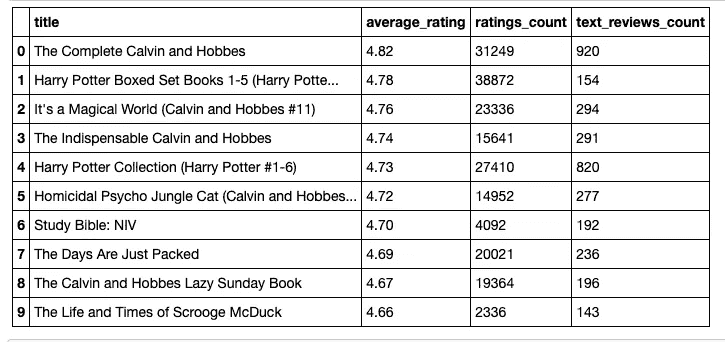 title average_rating ratings_count text_reviews_count
0 The Complete Calvin and Hobbes 4.82 31249 920
1 Harry Potter Boxed Set Books 1-5 (Harry Potte... 4.78 38872 154
2 It's a Magical World (Calvin and Hobbes #11) 4.76 23336 294
3 The Indispensable Calvin and Hobbes 4.74 15641 291
4 Harry Potter Collection (Harry Potter #1-6) 4.73 27410 820
5 Homicidal Psycho Jungle Cat (Calvin and Hobbes... 4.72 14952 277
6 Study Bible: NIV 4.70 4092 192
7 The Days Are Just Packed 4.69 20021 236
8 The Calvin and Hobbes Lazy Sunday Book 4.67 19364 196
9 The Life and Times of Scrooge McDuck 4.66 2336 143